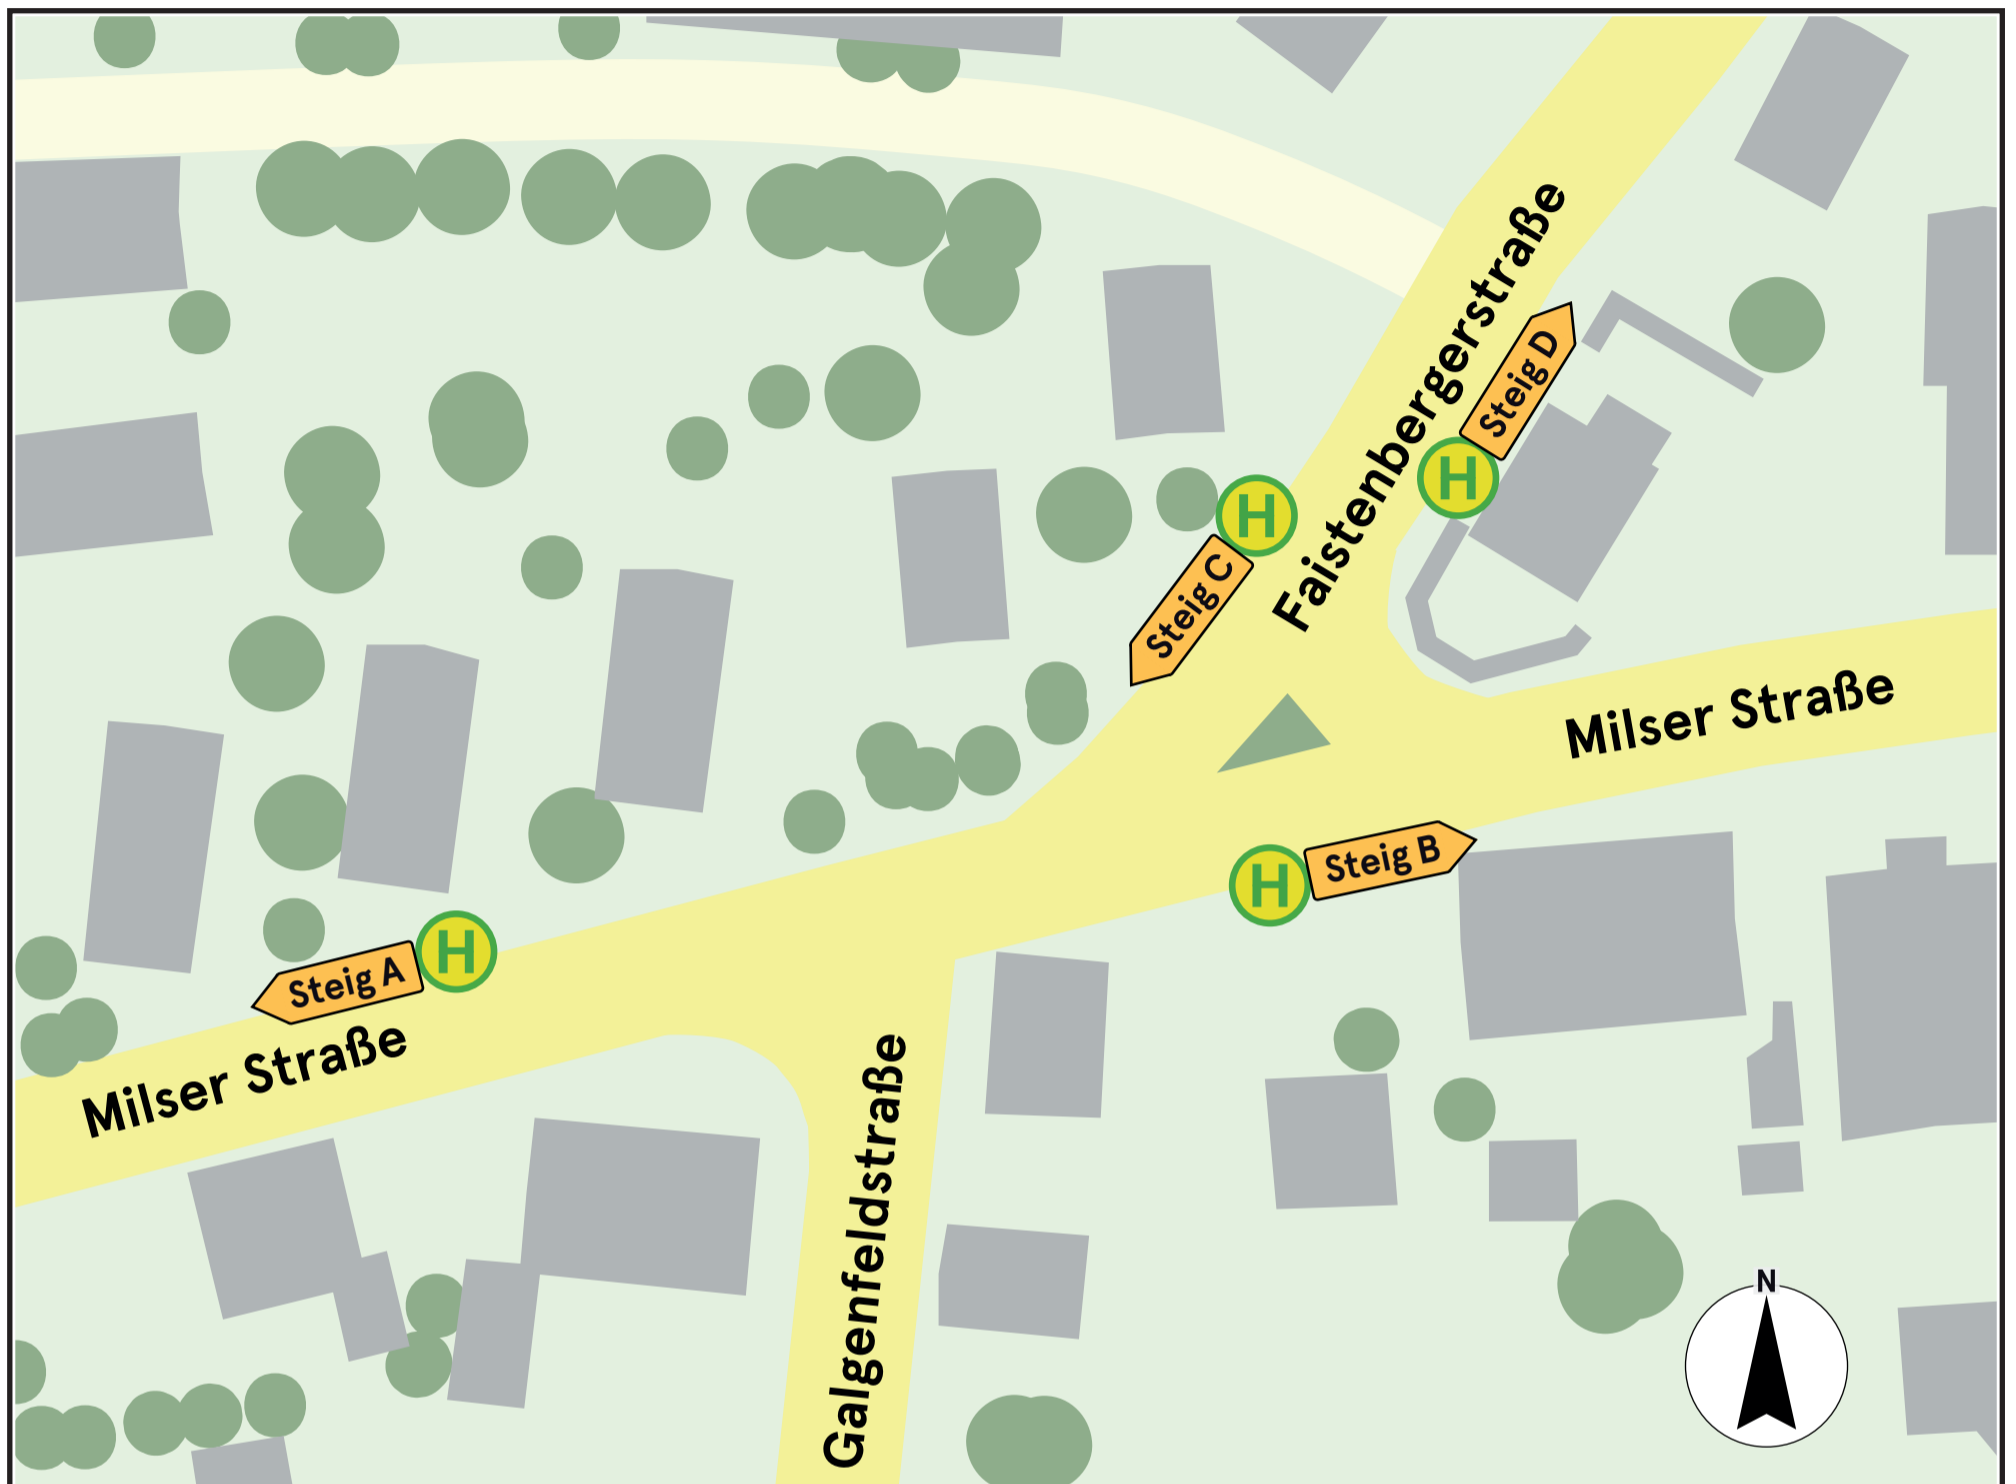 Faistenbergerstraße
Steig D
H
H
Steig C
Milser Straße
H
Steig B
H
Steig A
Milser Straße
Galgenfeldstraße
N